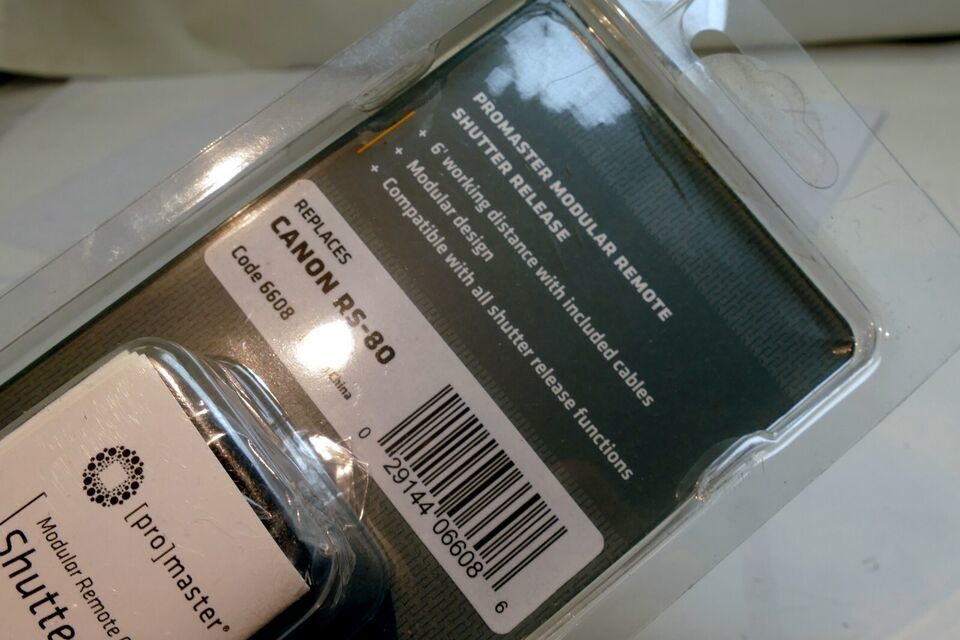 PROMASTER MODULAR REMOTE
SHUTTER RELEASE
+ 6' working distance with included cables
+ Modular design
+ Compatible with all shutter release functions
REPLACES
CANON RS-80
Code 6608
China
0 29144 06608 6
[pro]master®
Modular Remote
Shutte